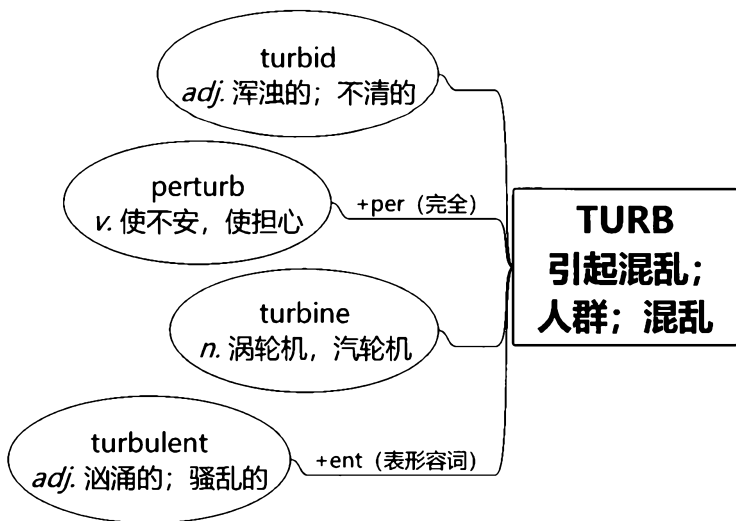 turbid
adj. 浑浊的；不清的
perturb
v. 使不安，使担心
+per（完全）
TURB
引起混乱；
人群；混乱
turbine
n. 涡轮机，汽轮机
turbulent
adj. 汹涌的；骚乱的
+ent（表形容词）